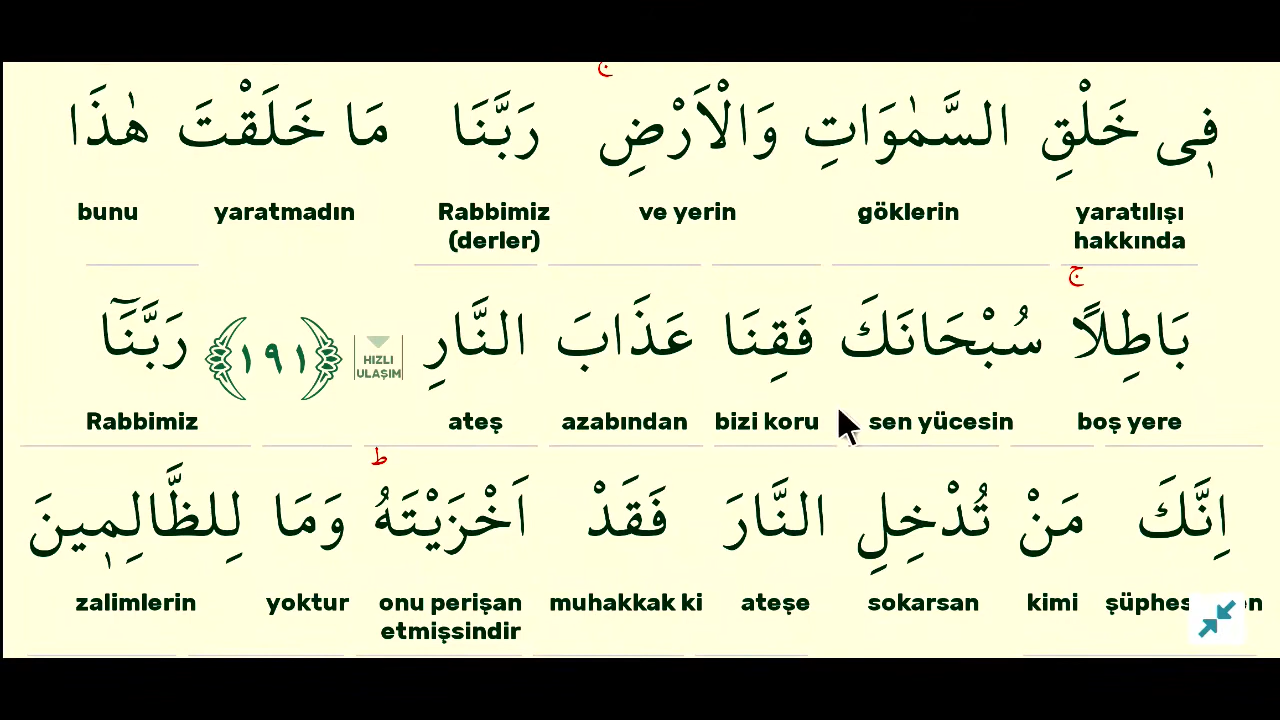 ج
فٖى خَلْقِ السَّمٰوَاتِ وَالْاَرْضِ رَبَّنَا مَا خَلَقْتَ هٰذَا
bunu yaratmadın Rabbimiz (derler) ve yerin göklerin yaratılışı hakkında
ج
بَاطِلًا سُبْحَانَكَ فَقِنَا عَذَابَ النَّارِ ﴿١٩١﴾ رَبَّنَٓا
HIZLI ULAŞIM
Rabbimiz ateş azabından bizi koru sen yücesin boş yere
ط
اِنَّكَ مَنْ تُدْخِلِ النَّارَ فَقَدْ اَخْزَيْتَهُ وَمَا لِلظَّالِمٖينَ
zalimlerin yoktur onu perişan etmişsindir muhakkak ki ateşe sokarsan kimi